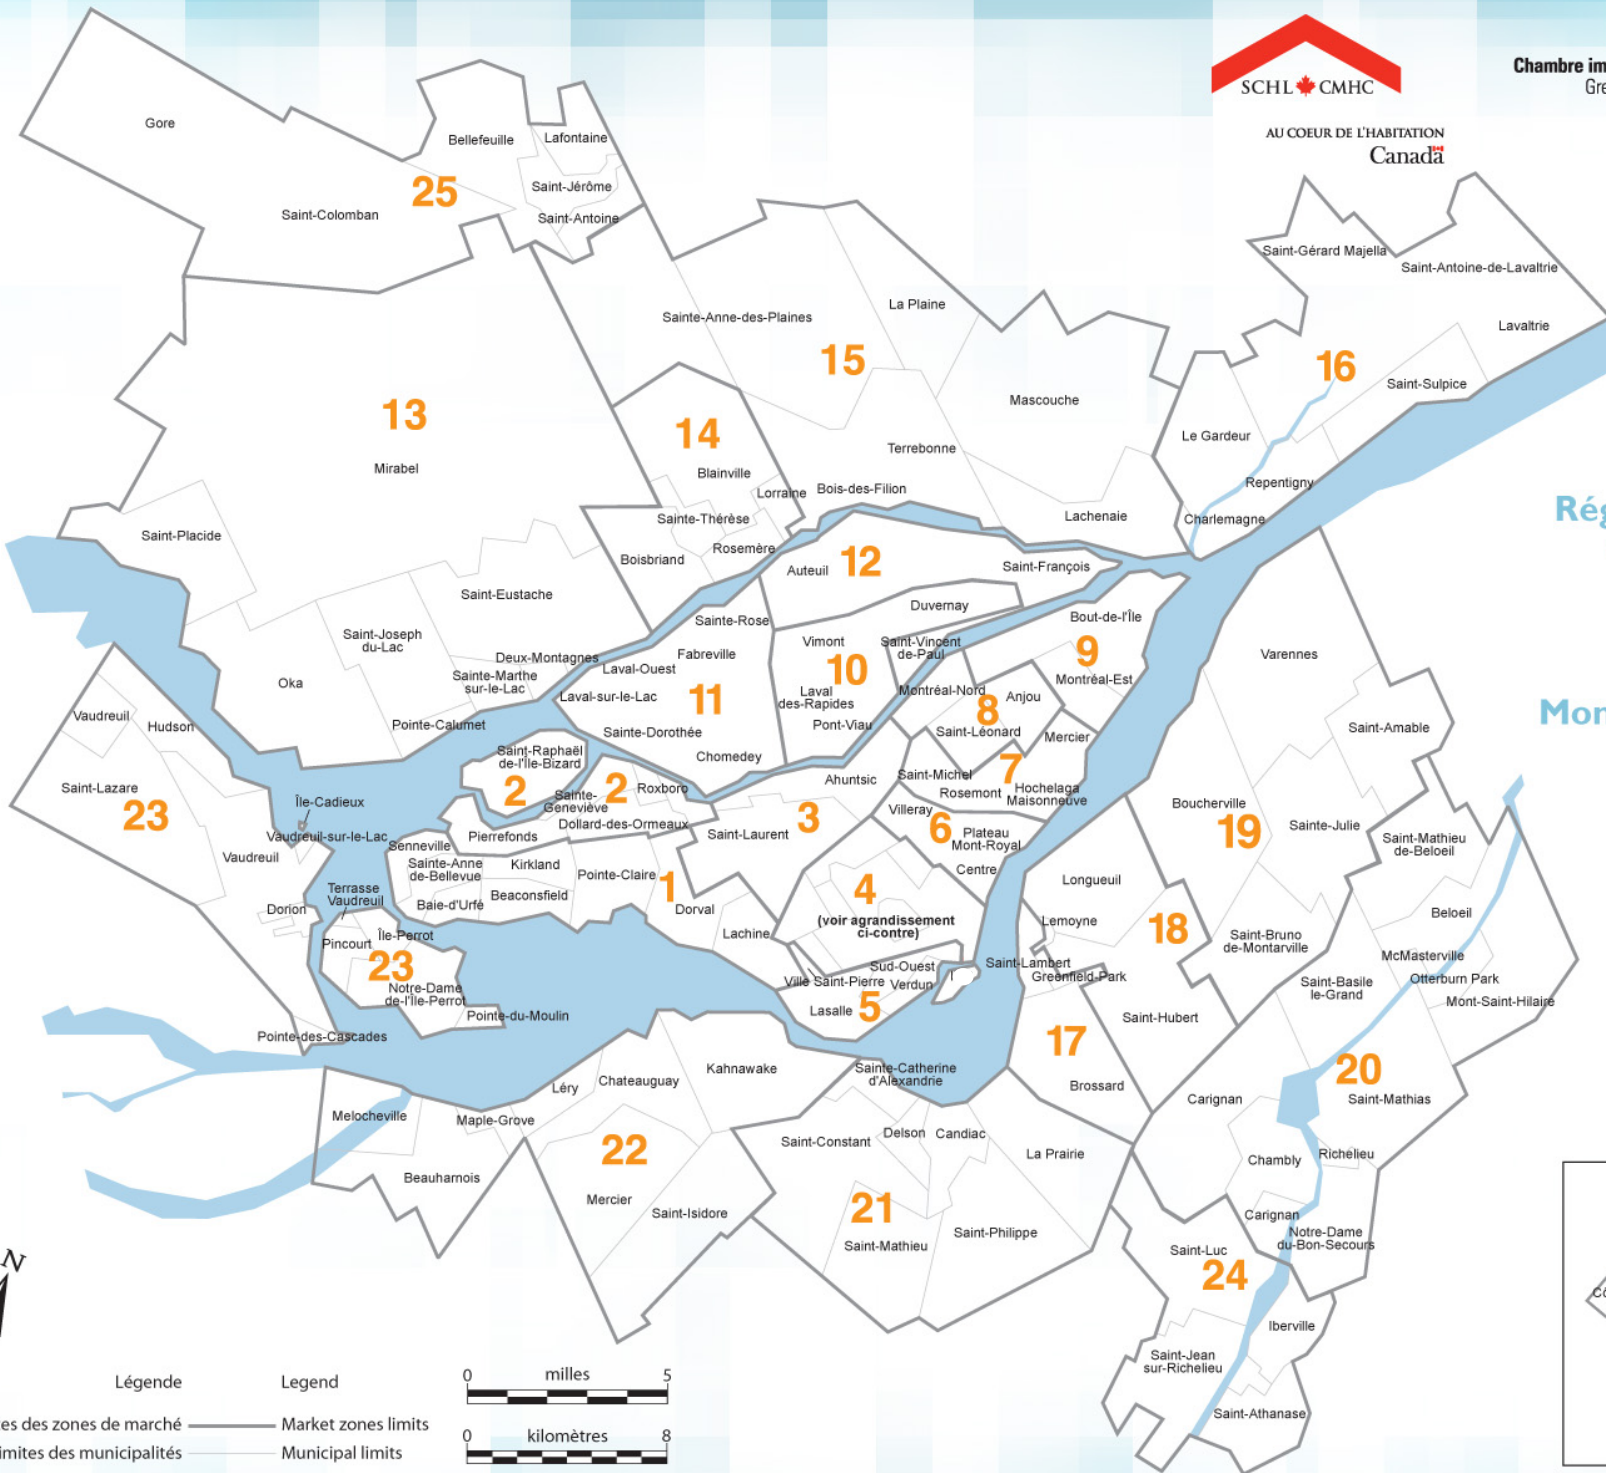 SCHL CMHC
Chambre im
Gre
AU COEUR DE L'HABITATION
Canada
Gore
Bellefeuille
Lafontaine
Saint-Jérôme
25
Saint-Colomban
Saint-Antoine
Saint-Gérard Majella
Saint-Antoine-de-Lavaltrie
Lavaltrie
16
Saint-Sulpice
Le Gardeur
Repentigny
Charlemagne
La Plaine
Sainte-Anne-des-Plaines
15
Mascouche
Terrebonne
Bois-des-Filion
Lachenaie
13
Mirabel
Saint-Placide
14
Blainville
Lorraine
Sainte-Thérèse
Rosemère
Boisbriand
Rég
Mon
Saint-Eustache
Saint-Joseph
du-Lac
Deux-Montagnes
Sainte-Marthe
sur-le-Lac
Oka
Pointe-Calumet
Auteuil
12
Saint-François
Duvernay
Sainte-Rose
Fabreville
Laval-Ouest
Laval-sur-le-Lac
11
Sainte-Dorothée
Chomedey
Vimont
Saint-Vincent
de-Paul
10
Laval
des-Rapides
Pont-Viau
Bout-de-l'Île
9
Montréal-Est
Montréal-Nord
Anjou
8
Saint-Léonard
Mercier
Saint-Michel
7
Rosemont
Hochelaga
Maisonneuve
Ahuntsic
3
Saint-Laurent
Villeray
6
Plateau
Mont-Royal
Centre
4
(voir agrandissement
ci-contre)
Varennes
Saint-Amable
Boucherville
19
Sainte-Julie
Saint-Mathieu
de-Beloeil
Saint-Bruno
de-Montarville
Vaudreuil
Hudson
Saint-Lazare
23
Île-Cadieux
Vaudreuil-sur-le-Lac
Vaudreuil
Dorion
Terrasse
Vaudreuil
Île-Perrot
Pincourt
23
Notre-Dame
de-l'Île-Perrot
Pointe-du-Moulin
Pointe-des-Cascades
Saint-Raphaël
de-l'Île-Bizard
2
2
Roxboro
Sainte-
Geneviève
Dollard-des-Ormeaux
Pierrefonds
Senneville
Sainte-Anne
de-Bellevue
Kirkland
Pointe-Claire
1
Baie-d'Urfé
Beaconsfield
Dorval
Lachine
Ville Saint-Pierre
Sud-Ouest
Verdun
I
Lasalle
5
Longueuil
Lemoyne
18
Saint-Lambert
Greenfield-Park
Saint-Hubert
17
Brossard
Beloeil
McMasterville
Otterburn Park
Saint-Basile
le-Grand
Mont-Saint-Hilaire
20
Saint-Mathias
Carignan
Chambly
Richelieu
Carignan
Notre-Dame
du-Bon-Secours
Melocheville
Maple-Grove
Beauharnois
Léry
Chateauguay
Kahnawake
22
Mercier
Saint-Isidore
Sainte-Catherine
d'Alexandrie
Saint-Constant
Delson
Candiac
La Prairie
21
Saint-Mathieu
Saint-Philippe
Saint-Luc
24
Iberville
Saint-Jean
sur-Richelieu
Saint-Athanase
N
Légende
Legend
es des zones de marché
Market zones limits
imites des municipalités
Municipal limits
0 milles 5
0 kilomètres 8
Cô